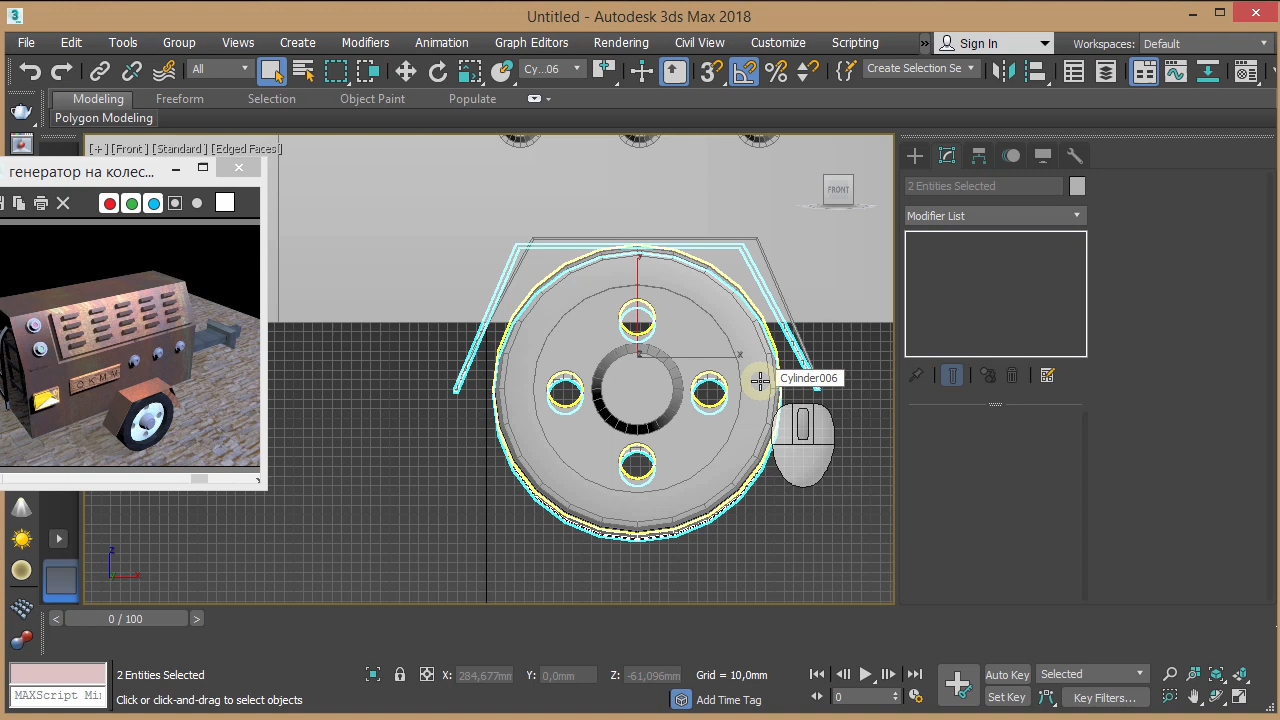 Untitled - Autodesk 3ds Max 2018
File Edit Tools Group Views Create Modifiers Animation Graph Editors Rendering Civil View Customize Scripting » Sign In Workspaces: Default
All Cy...06 Create Selection Se
Modeling Freeform Selection Object Paint Populate
Polygon Modeling
[+] [Front] [Standard] [Edged Faces]
генератор на колес...
FRONT
2 Entities Selected
Modifier List
Cylinder006
0 / 100
2 Entities Selected X: 284,677mm Y: 0,0mm Z: -61,096mm Grid = 10,0mm Auto Key Selected
MAXScript Mi Click or click-and-drag to select objects Add Time Tag 0 Set Key Key Filters...